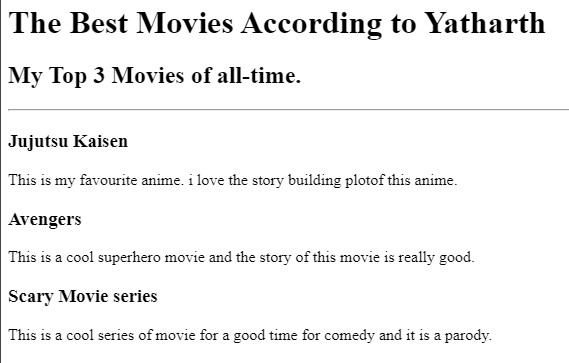 The Best Movies According to Yatharth
My Top 3 Movies of all-time.
Jujutsu Kaisen
This is my favourite anime. i love the story building plotof this anime.
Avengers
This is a cool superhero movie and the story of this movie is really good.
Scary Movie series
This is a cool series of movie for a good time for comedy and it is a parody.